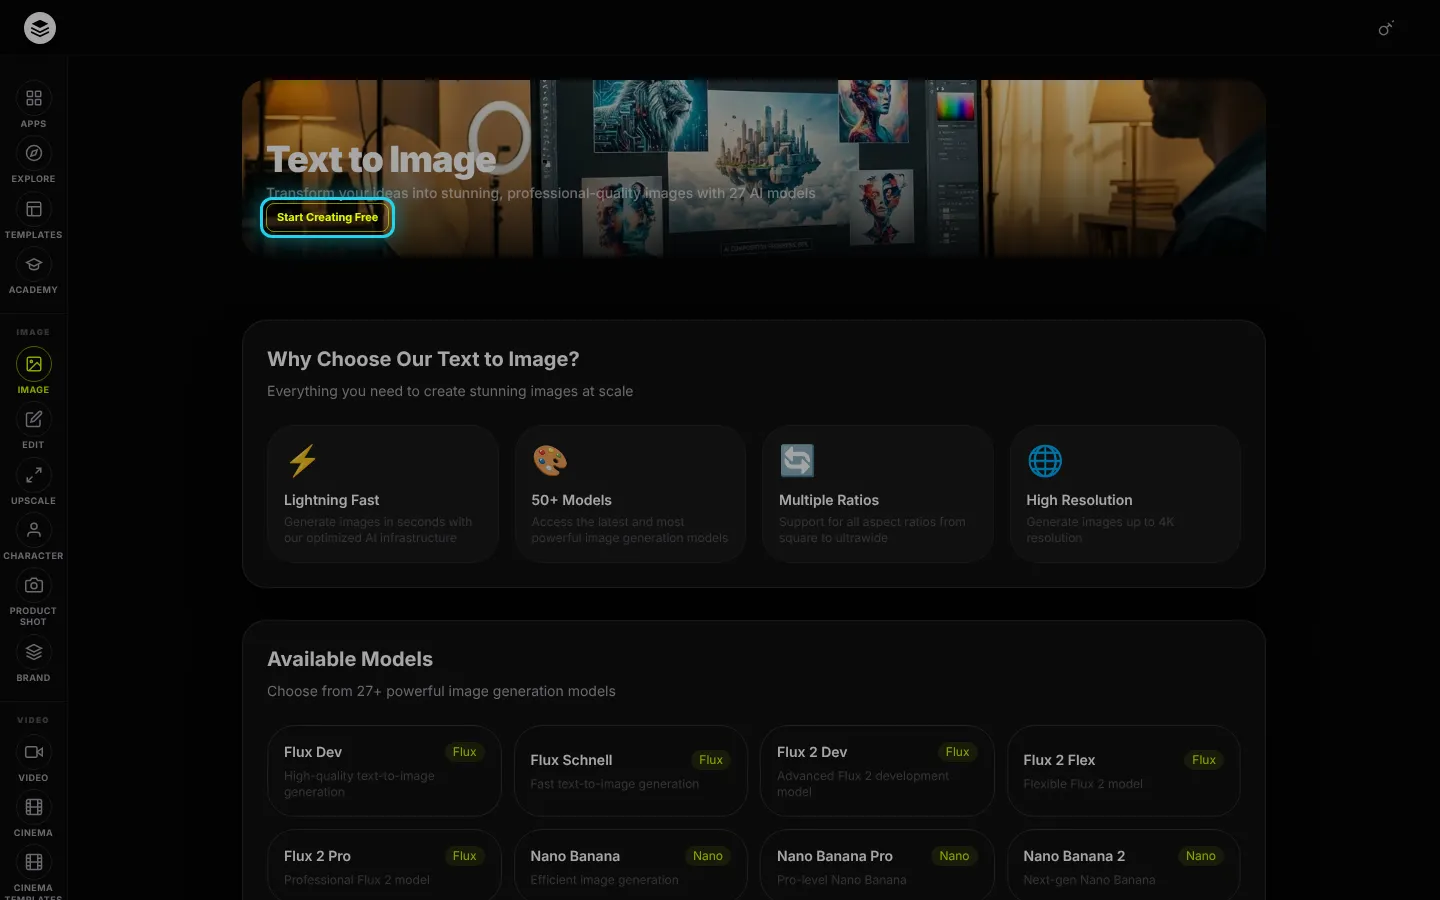 APPS
EXPLORE
TEMPLATES
ACADEMY
IMAGE
IMAGE
EDIT
UPSCALE
CHARACTER
PRODUCT
SHOT
BRAND
VIDEO
VIDEO
CINEMA
CINEMA
TEMPLATES
Text to Image
Transform your ideas into stunning, professional-quality images with 27 AI models
Start Creating Free
Why Choose Our Text to Image?
Everything you need to create stunning images at scale
Lightning Fast
Generate images in seconds with
our optimized AI infrastructure
50+ Models
Access the latest and most
powerful image generation models
Multiple Ratios
Support for all aspect ratios from
square to ultrawide
High Resolution
Generate images up to 4K
resolution
Available Models
Choose from 27+ powerful image generation models
Flux Dev
Flux
High-quality text-to-image
generation
Flux Schnell
Flux
Fast text-to-image generation
Flux 2 Dev
Flux
Advanced Flux 2 development
model
Flux 2 Flex
Flux
Flexible Flux 2 model
Flux 2 Pro
Flux
Professional Flux 2 model
Nano Banana
Nano
Efficient image generation
Nano Banana Pro
Nano
Pro-level Nano Banana
Nano Banana 2
Nano
Next-gen Nano Banana